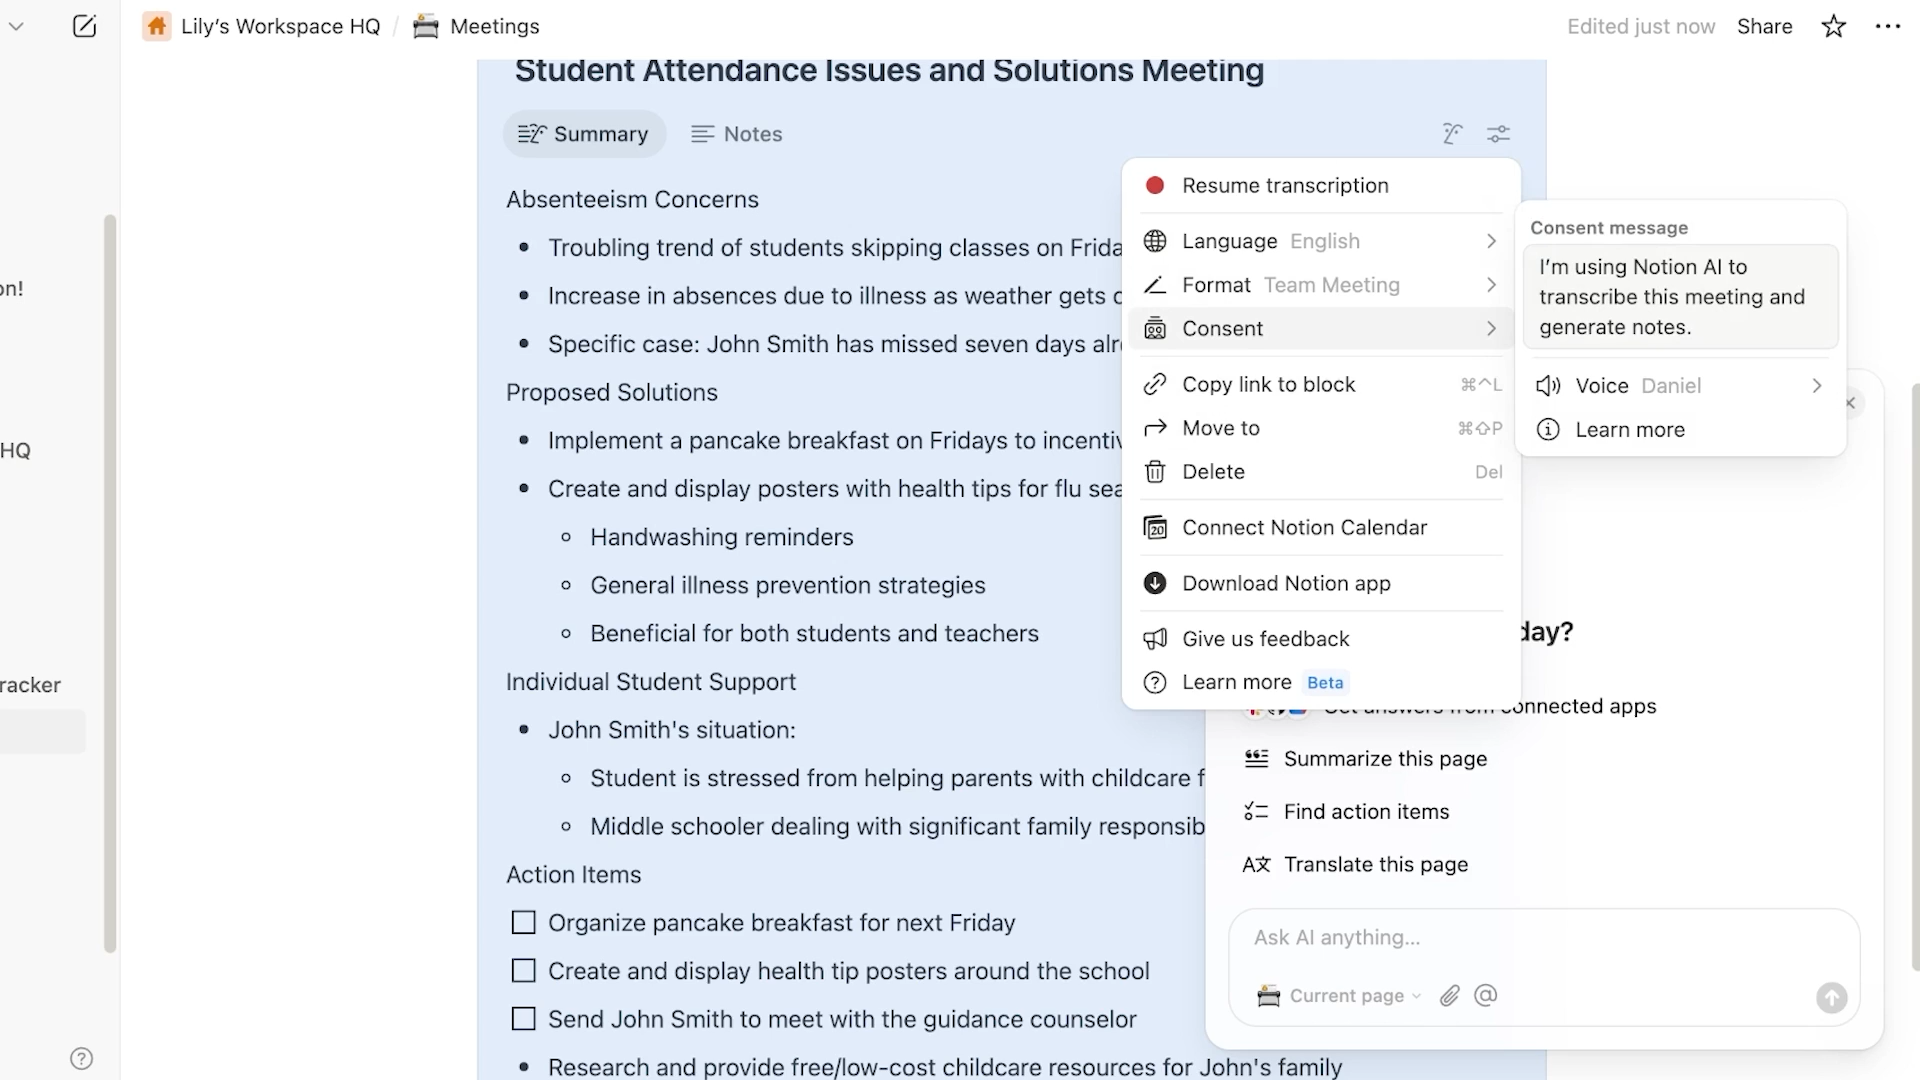 Lily's Workspace HQ / Meetings
Edited just now Share
Student Attendance Issues and Solutions Meeting
Summary Notes
Absenteeism Concerns
• Troubling trend of students skipping classes on Frida
• Increase in absences due to illness as weather gets
• Specific case: John Smith has missed seven days alr
Proposed Solutions
• Implement a pancake breakfast on Fridays to incentiv
• Create and display posters with health tips for flu sea
Handwashing reminders
General illness prevention strategies
Beneficial for both students and teachers
Individual Student Support
• John Smith's situation:
Student is stressed from helping parents with childcare f
Middle schooler dealing with significant family responsib
Action Items
Organize pancake breakfast for next Friday
Create and display health tip posters around the school
Send John Smith to meet with the guidance counselor
• Research and provide free/low-cost childcare resources for John's family
on!
HQ
racker
Resume transcription
Language English
Format Team Meeting
Consent
Copy link to block ⌘^L
Move to ⌘⇧P
Delete Del
Connect Notion Calendar
Download Notion app
Give us feedback
Learn more Beta
Consent message
I'm using Notion AI to
transcribe this meeting and
generate notes.
Voice Daniel
Learn more
day?
Get answers from connected apps
Summarize this page
Find action items
Translate this page
Ask AI anything...
Current page